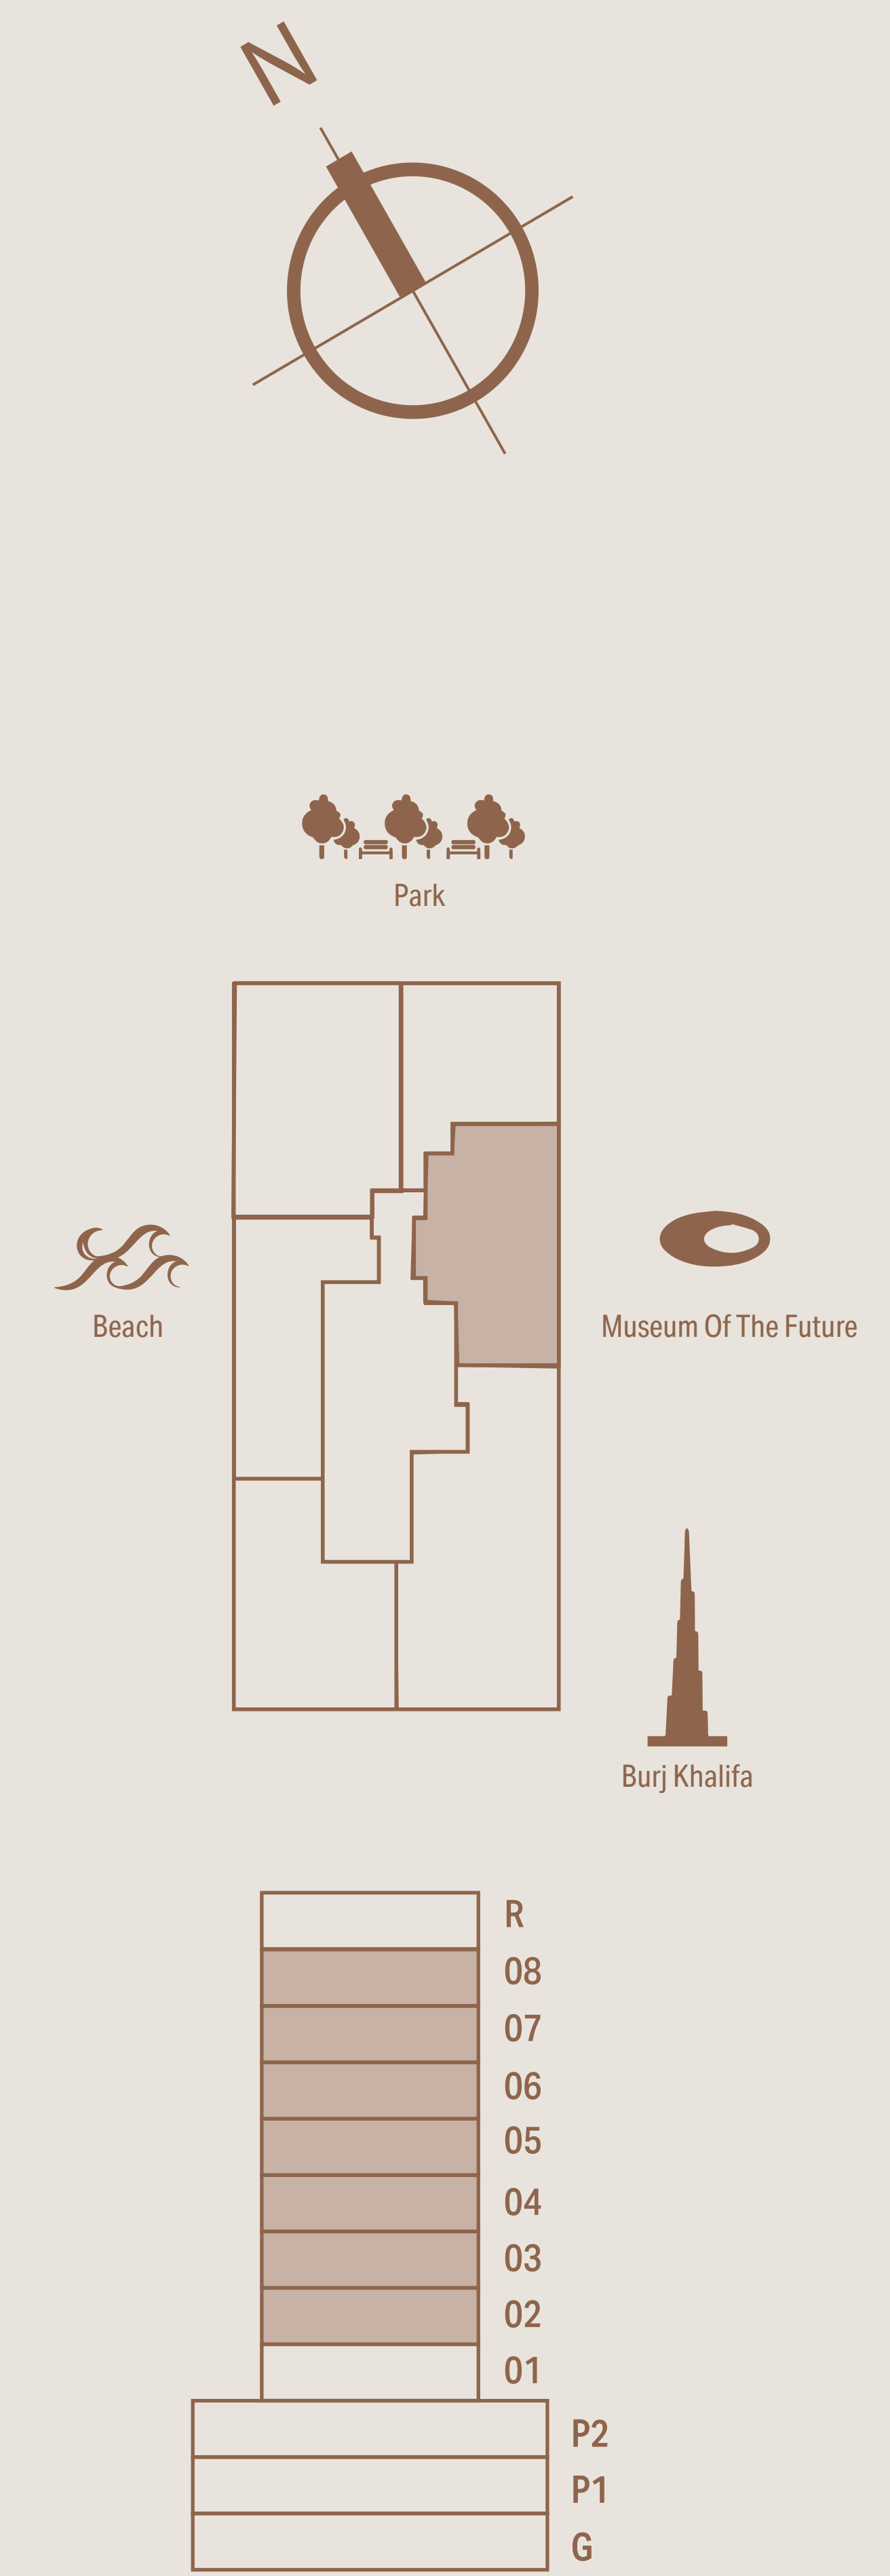 N
Park
Beach
Museum Of The Future
Burj Khalifa
R
08
07
06
05
04
03
02
01
P2
P1
G